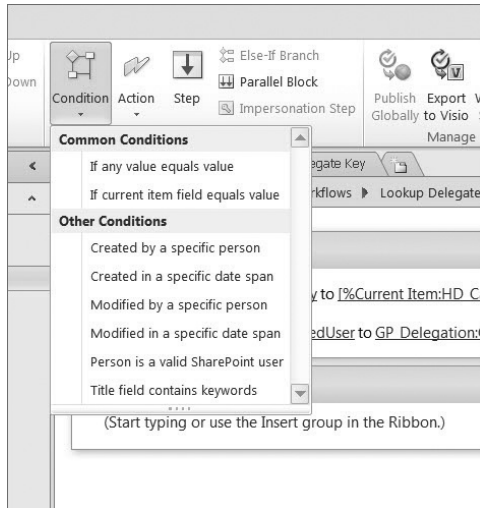 Up
Down
Condition
Action
Step
Else-If Branch
Parallel Block
Impersonation Step
Publish
Globally
Export
to Visio
Manage
Common Conditions
If any value equals value
If current item field equals value
Other Conditions
Created by a specific person
Created in a specific date span
Modified by a specific person
Modified in a specific date span
Person is a valid SharePoint user
Title field contains keywords
egate Key
rkflows Lookup Delegate
y to [%Current Item:HD_C
edUser to GP_Delegation:
(Start typing or use the Insert group in the Ribbon.)